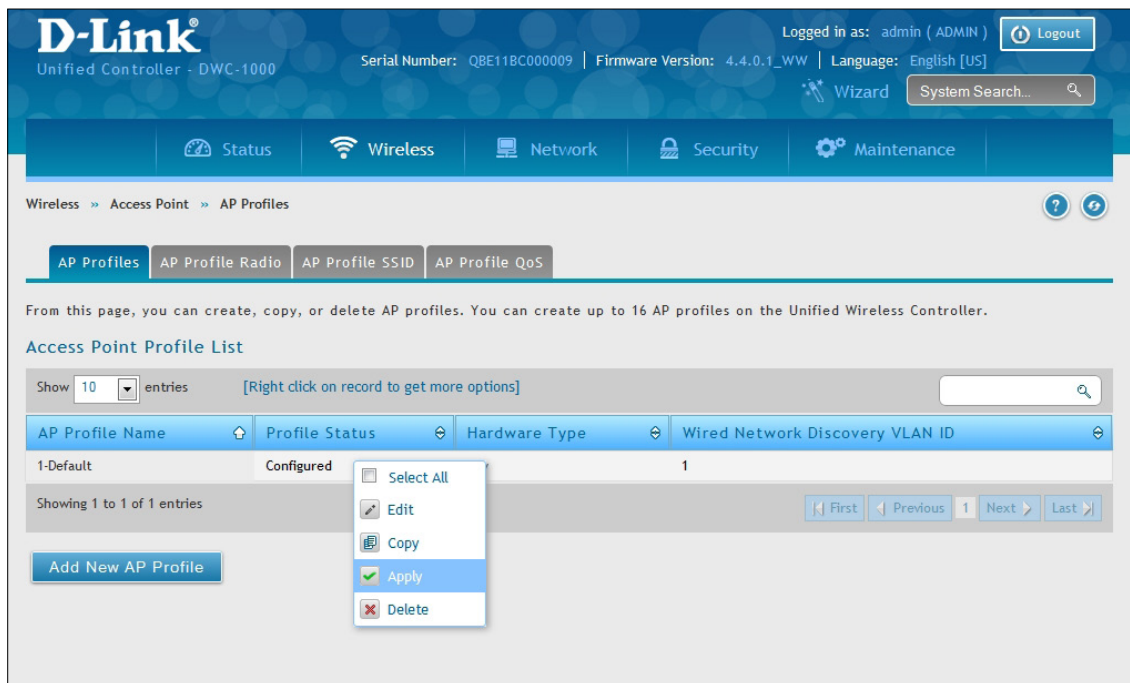 D-Link®
Logged in as: admin ( ADMIN ) Logout
Unified Controller - DWC-1000
Serial Number: QBE11BC000009 | Firmware Version: 4.4.0.1_WW | Language: English [US]
Wizard System Search...
Status Wireless Network Security Maintenance
Wireless » Access Point » AP Profiles
AP Profiles AP Profile Radio AP Profile SSID AP Profile QoS
From this page, you can create, copy, or delete AP profiles. You can create up to 16 AP profiles on the Unified Wireless Controller.
Access Point Profile List
Show 10 entries [Right click on record to get more options]
AP Profile Name Profile Status Hardware Type Wired Network Discovery VLAN ID
1-Default Configured 1
Select All
Edit
Copy
Apply
Delete
Showing 1 to 1 of 1 entries First Previous 1 Next Last
Add New AP Profile